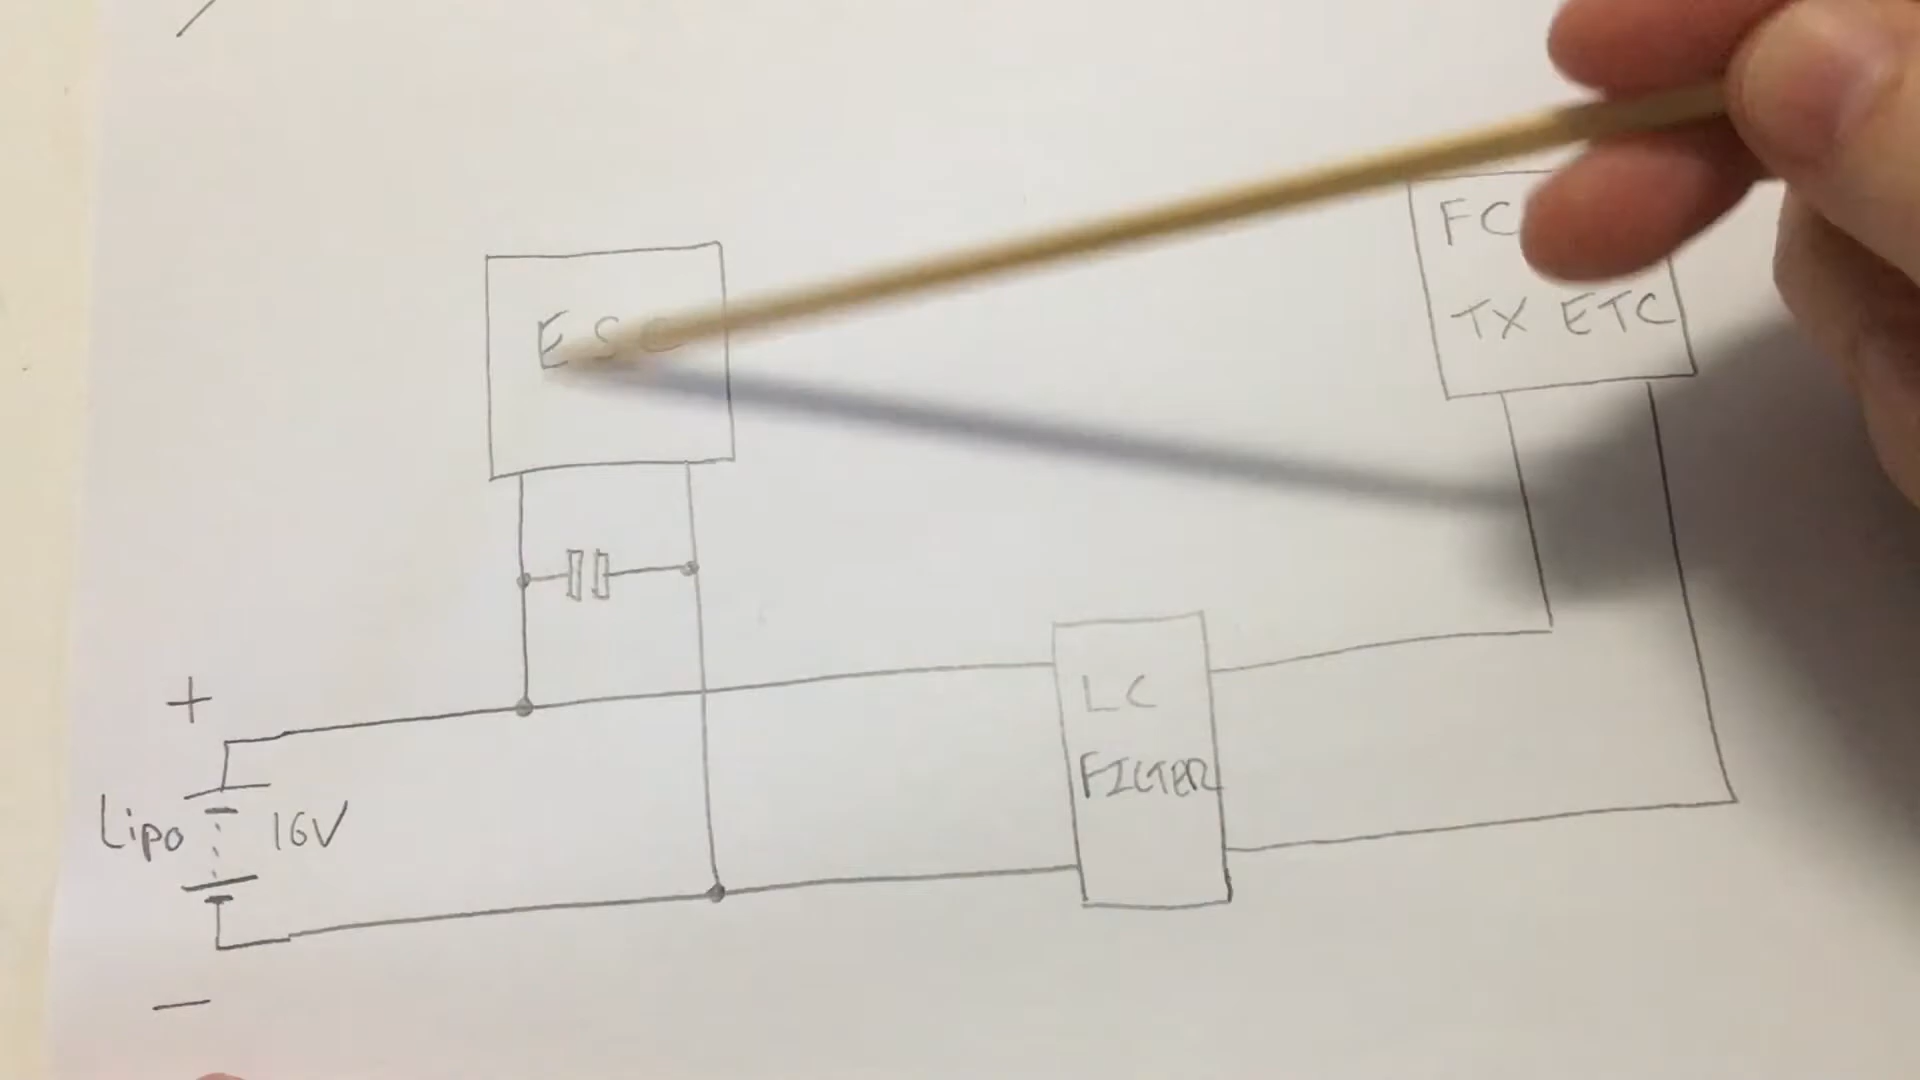 ESC
FC
TX ETC
+
LC
FILTER
Lipo 16V
—